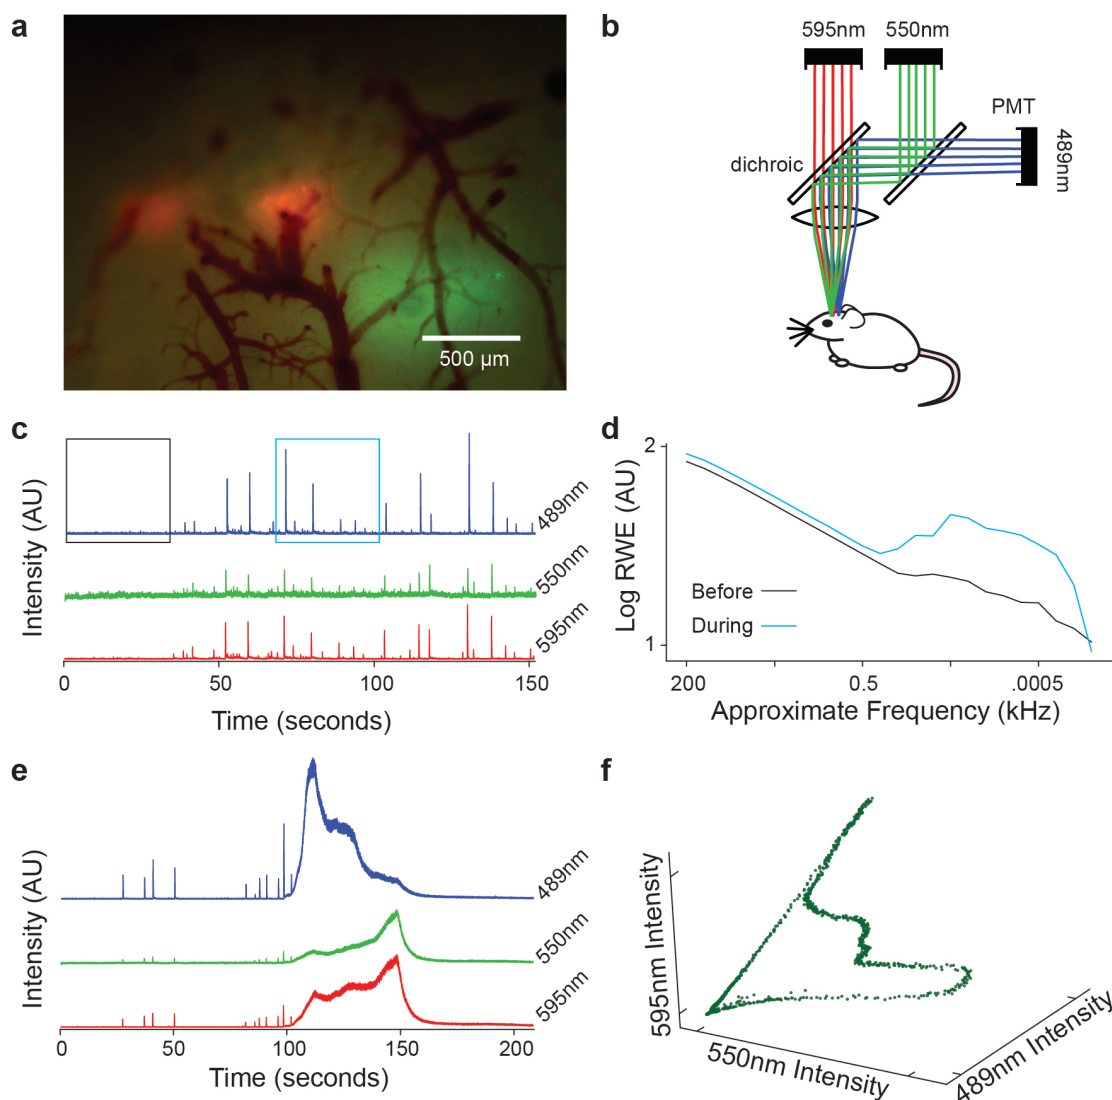 a
500 µm
b
595nm 550nm
PMT
489nm
dichroic
c
Intensity (AU)
489nm
550nm
595nm
0 50 100 150
Time (seconds)
d
Log RWE (AU)
2
1
Before
During
200 0.5 .0005
Approximate Frequency (kHz)
e
Intensity (AU)
489nm
550nm
595nm
0 50 100 150 200
Time (seconds)
f
595nm Intensity
550nm Intensity
489nm Intensity